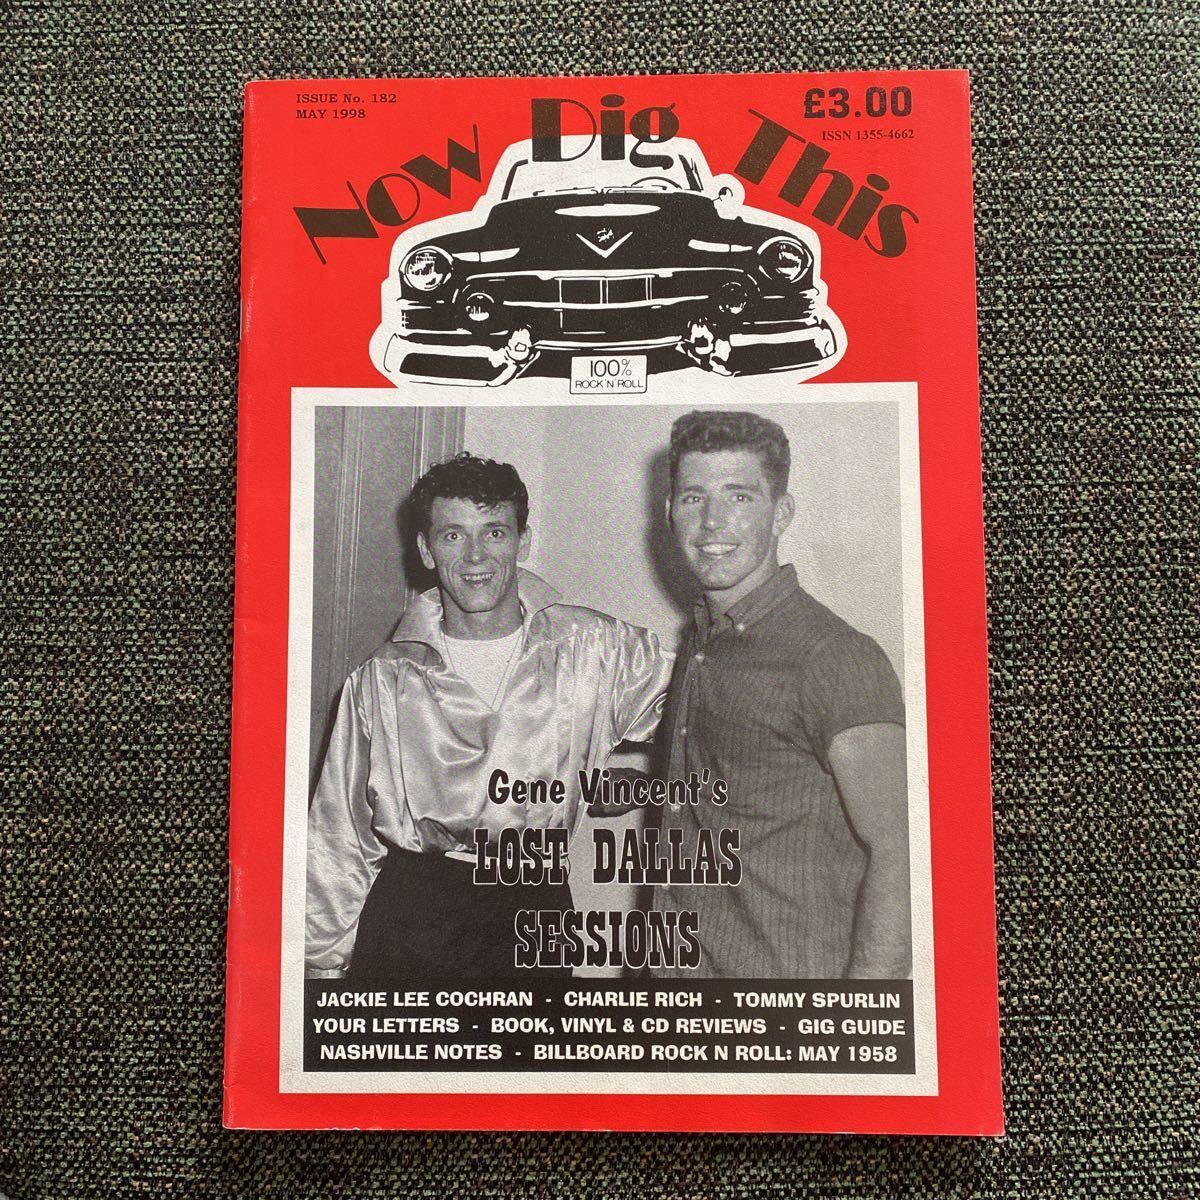 ISSUE No. 182
MAY 1998
£3.00
ISSN 1355-4662
Now Dig This
100%
ROCK 'N' ROLL
Gene Vincent's
LOST DALLAS
SESSIONS
JACKIE LEE COCHRAN - CHARLIE RICH - TOMMY SPURLIN
YOUR LETTERS - BOOK, VINYL & CD REVIEWS - GIG GUIDE
NASHVILLE NOTES - BILLBOARD ROCK N ROLL: MAY 1958